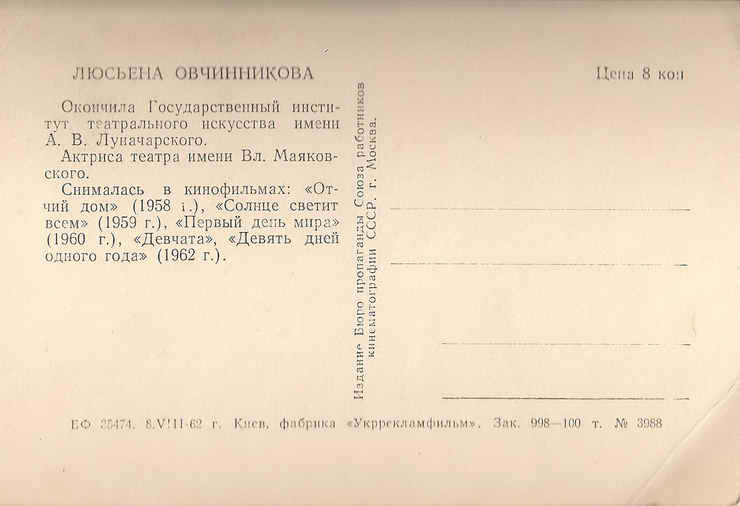 ЛЮСЬЕНА ОВЧИННИКОВА
Цена 8 коп
Окончила Государственный инсти-
тут театрального искусства имени
А. В. Луначарского.
Актриса театра имени Вл. Маяков-
ского.
Снималась в кинофильмах: «От-
чий дом» (1958 г.), «Солнце светит
всем» (1959 г.), «Первый день мира»
(1960 г.), «Девчата», «Девять дней
одного года» (1962 г.).
Издание Бюро пропаганды Союза работников
кинематографии СССР. г. Москва.
БФ 35474. 8.VIII-62 г. Киев, фабрика «Укррекламфильм». Зак. 998—100 т. № 3988